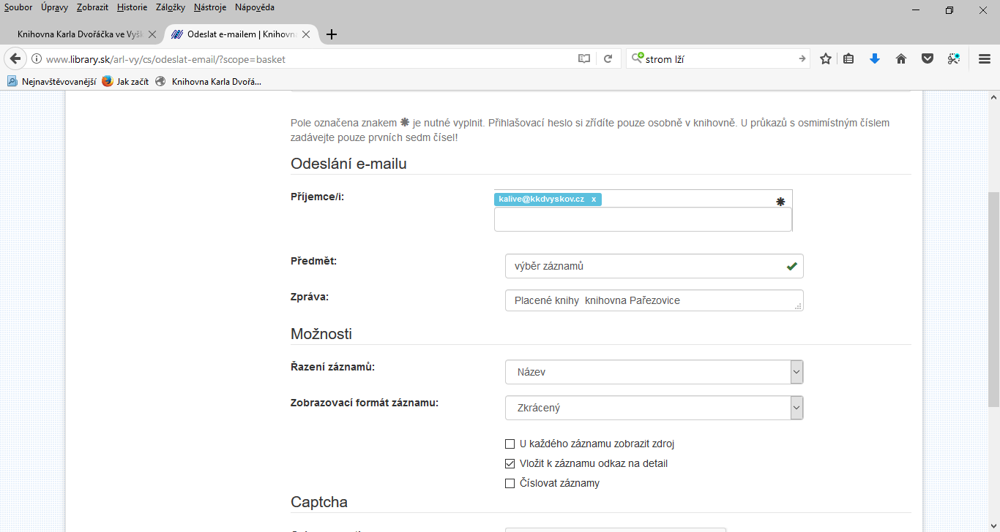 Soubor Úpravy Zobrazit Historie Záložky Nástroje Nápověda
Knihovna Karla Dvořáčka ve Vyšk
Odeslat e-mailem | Knihovna
www.library.sk/arl-vy/cs/odeslat-email/?scope=basket
strom lží
Nejnavštěvovanější Jak začít Knihovna Karla Dvořá...
Pole označena znakem ✱ je nutné vyplnit. Přihlašovací heslo si zřídíte pouze osobně v knihovně. U průkazů s osmimístným číslem
zadávejte pouze prvních sedm čísel!
Odeslání e-mailu
Příjemce/i:
kalive@kkdvyskov.cz x
✱
Předmět:
výběr záznamů
Zpráva:
Placené knihy  knihovna Pařezovice
Možnosti
Řazení záznamů:
Název
Zobrazovací formát záznamu:
Zkrácený
U každého záznamu zobrazit zdroj
Vložit k záznamu odkaz na detail
Číslovat záznamy
Captcha